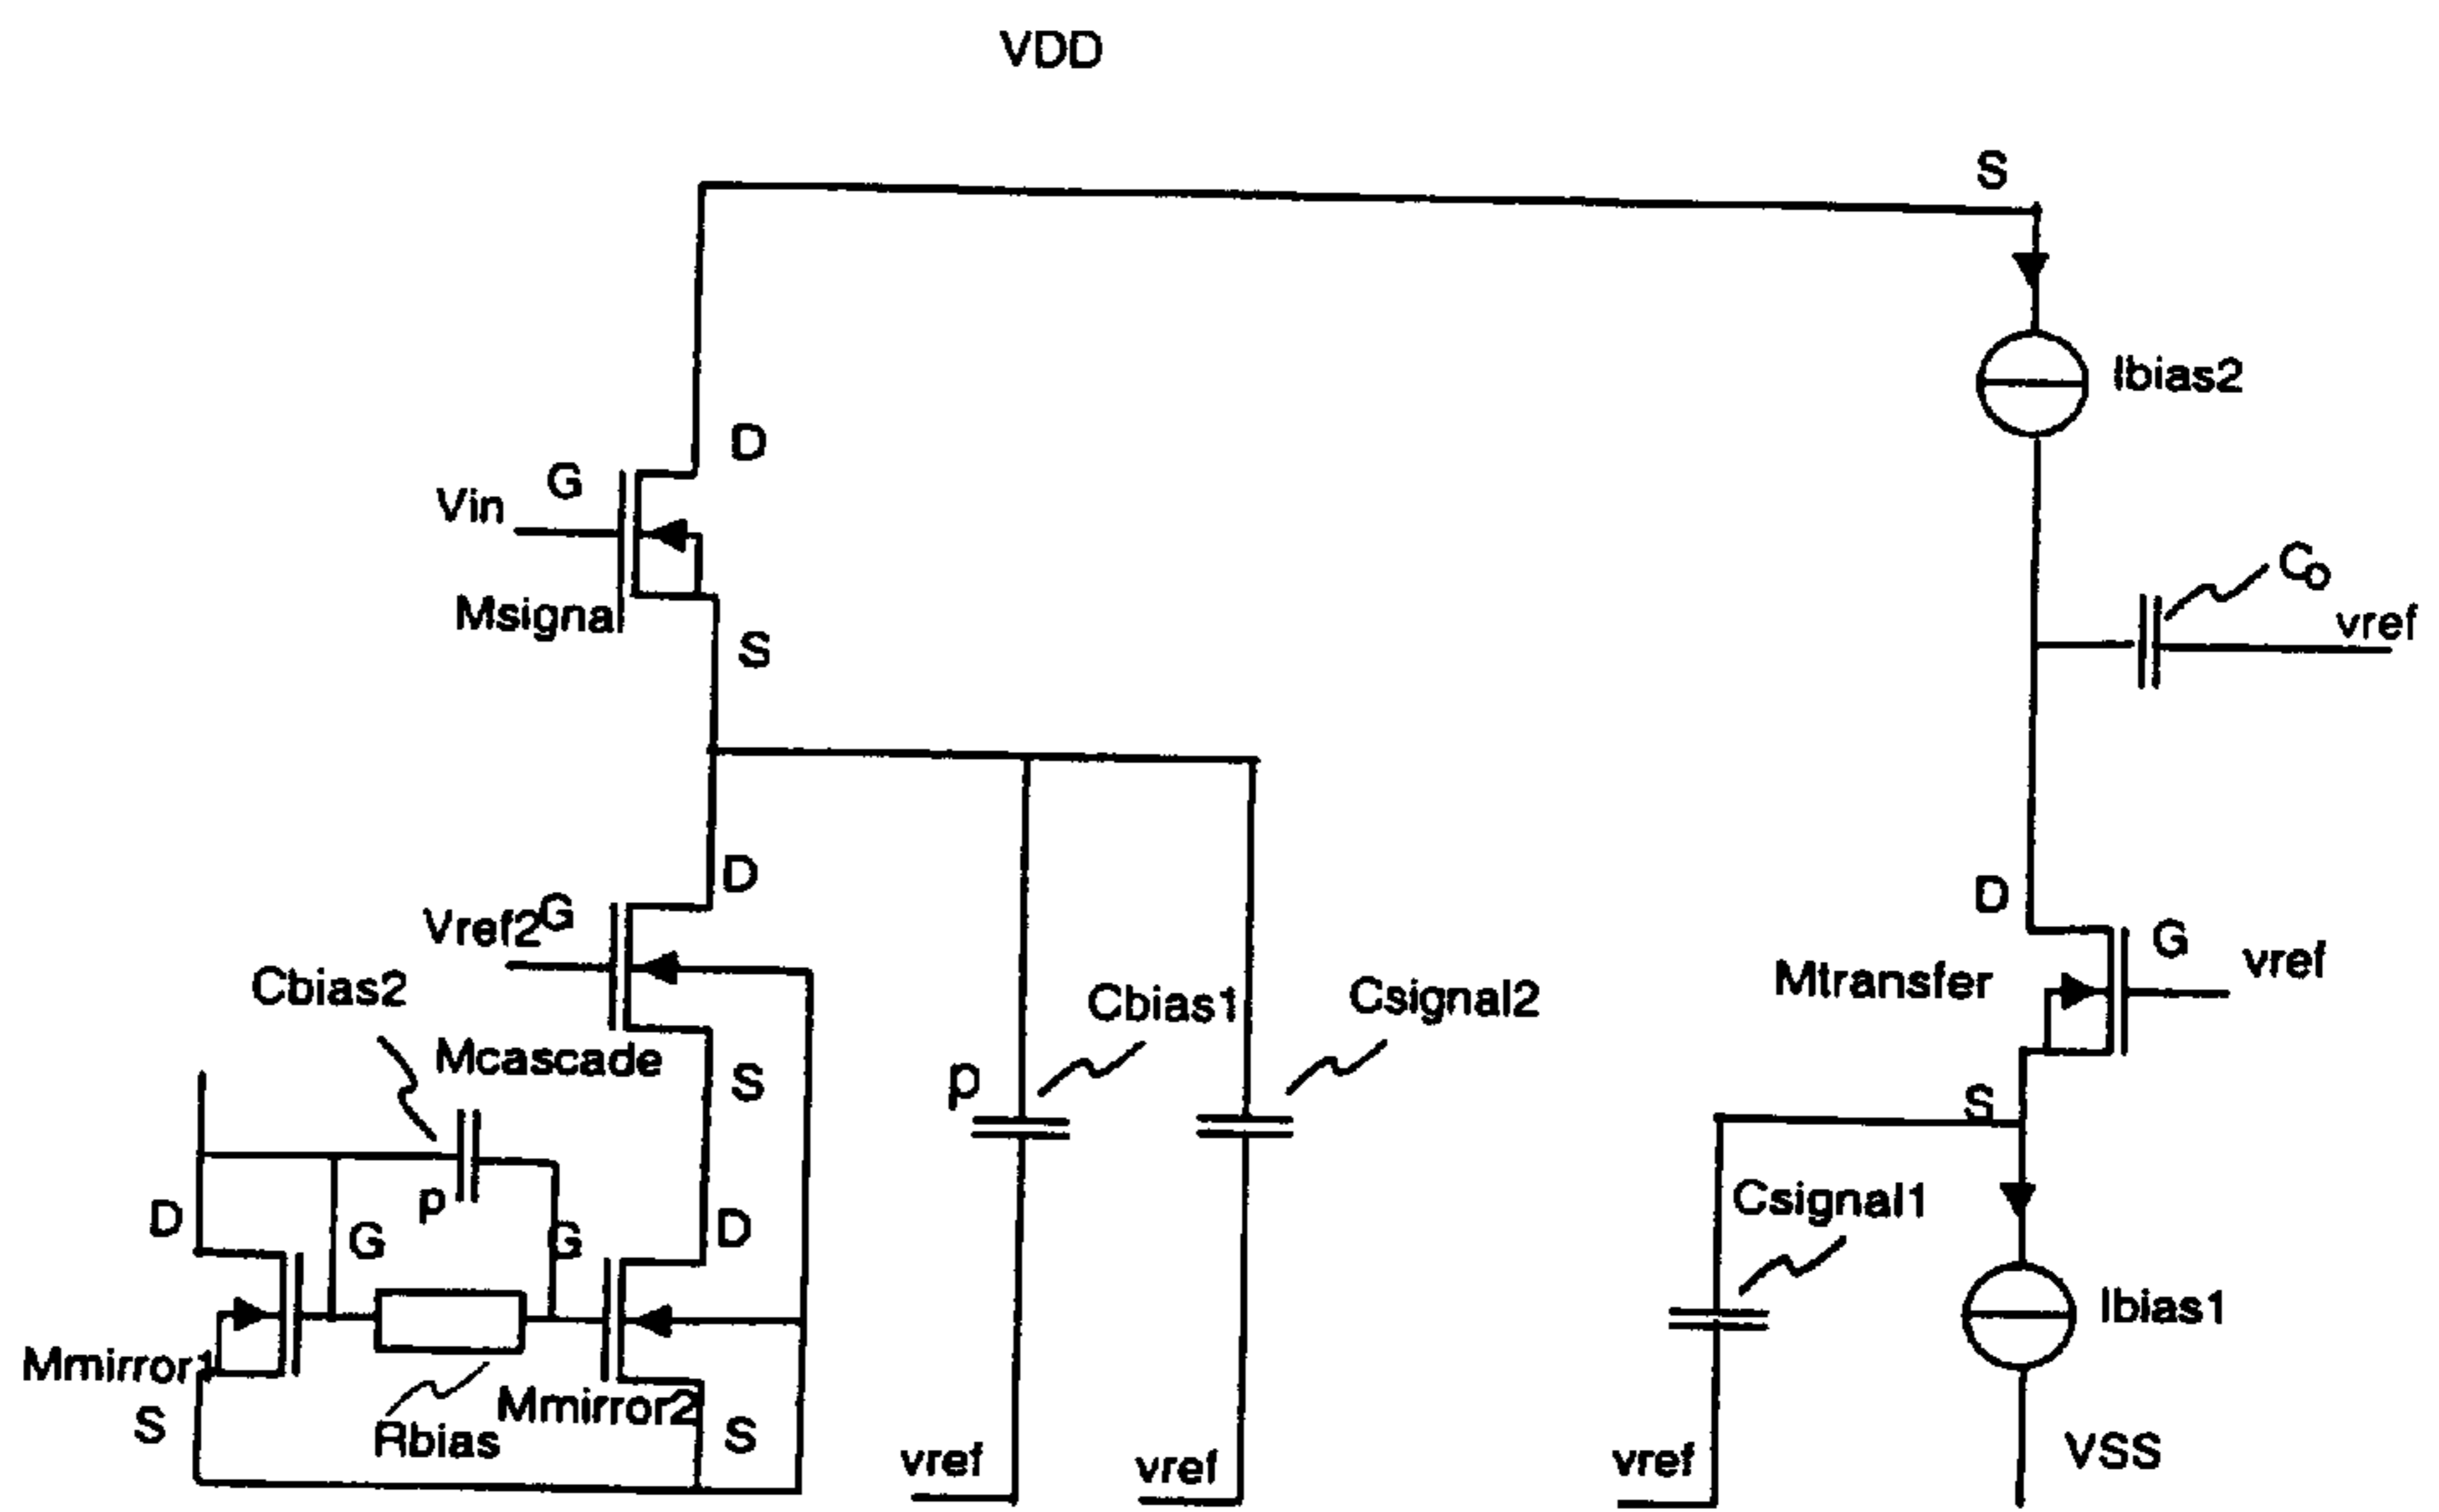 VDD
S
Ibias2
D
G
Vin
Msignal
S
Co
vref
D
Vref2
G
D
G
vref
Mtransfer
Cbias2
Mcascade
S
p
Cbias1
Csignal2
S
D
p
G
G
D
Csignal1
Mmirror1
Mmirror2
Ibias1
S
Rbias
S
vref
vref
vref
VSS